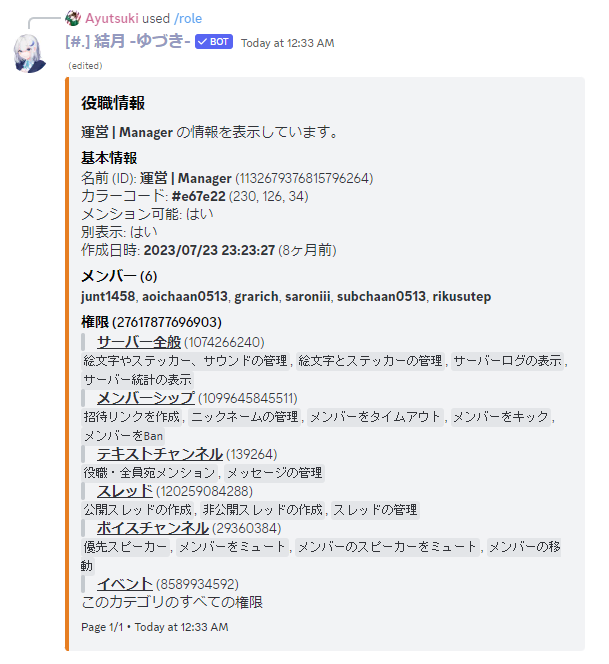 Ayutsuki used /role
[#.] 結月 -ゆづき- ✓ BOT Today at 12:33 AM
(edited)
役職情報
運営 | Manager の情報を表示しています。
基本情報
名前 (ID): 運営 | Manager (1132679376815796264)
カラーコード: #e67e22 (230, 126, 34)
メンション可能: はい
別表示: はい
作成日時: 2023/07/23 23:23:27 (8ヶ月前)
メンバー (6)
junt1458, aoichaan0513, grarich, saroniii, subchaan0513, rikusutep
権限 (27617877696903)
サーバー全般 (1074266240)
絵文字やステッカー、サウンドの管理, 絵文字とステッカーの管理, サーバーログの表示,
サーバー統計の表示
メンバーシップ (1099645845511)
招待リンクを作成, ニックネームの管理, メンバーをタイムアウト, メンバーをキック,
メンバーをBan
テキストチャンネル (139264)
役職・全員宛メンション, メッセージの管理
スレッド (120259084288)
公開スレッドの作成, 非公開スレッドの作成, スレッドの管理
ボイスチャンネル (29360384)
優先スピーカー, メンバーをミュート, メンバーのスピーカーをミュート, メンバーの移
動
イベント (8589934592)
このカテゴリのすべての権限
Page 1/1 • Today at 12:33 AM